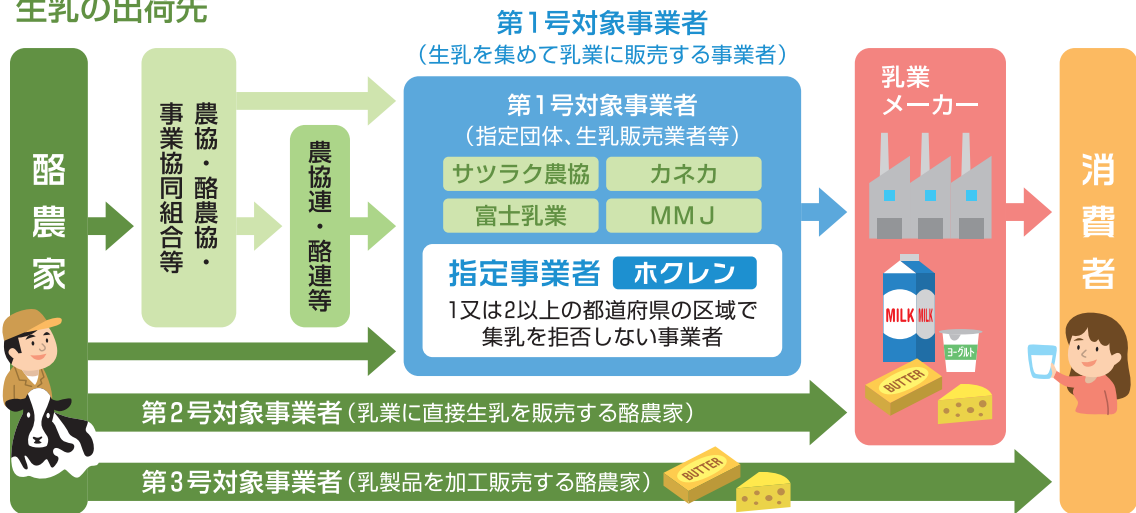 生乳の出荷先
第1号対象事業者
（生乳を集めて乳業に販売する事業者）
酪農家
農協・酪農協・
事業協同組合等
農協連・酪連等
第1号対象事業者
（指定団体、生乳販売業者等）
サツラク農協
カネカ
富士乳業
ＭＭＪ
指定事業者
ホクレン
1又は2以上の都道府県の区域で
集乳を拒否しない事業者
乳業
メーカー
MILK
MILK
ヨーグルト
BUTTER
消費者
第2号対象事業者（乳業に直接生乳を販売する酪農家）
第3号対象事業者（乳製品を加工販売する酪農家）
BUTTER